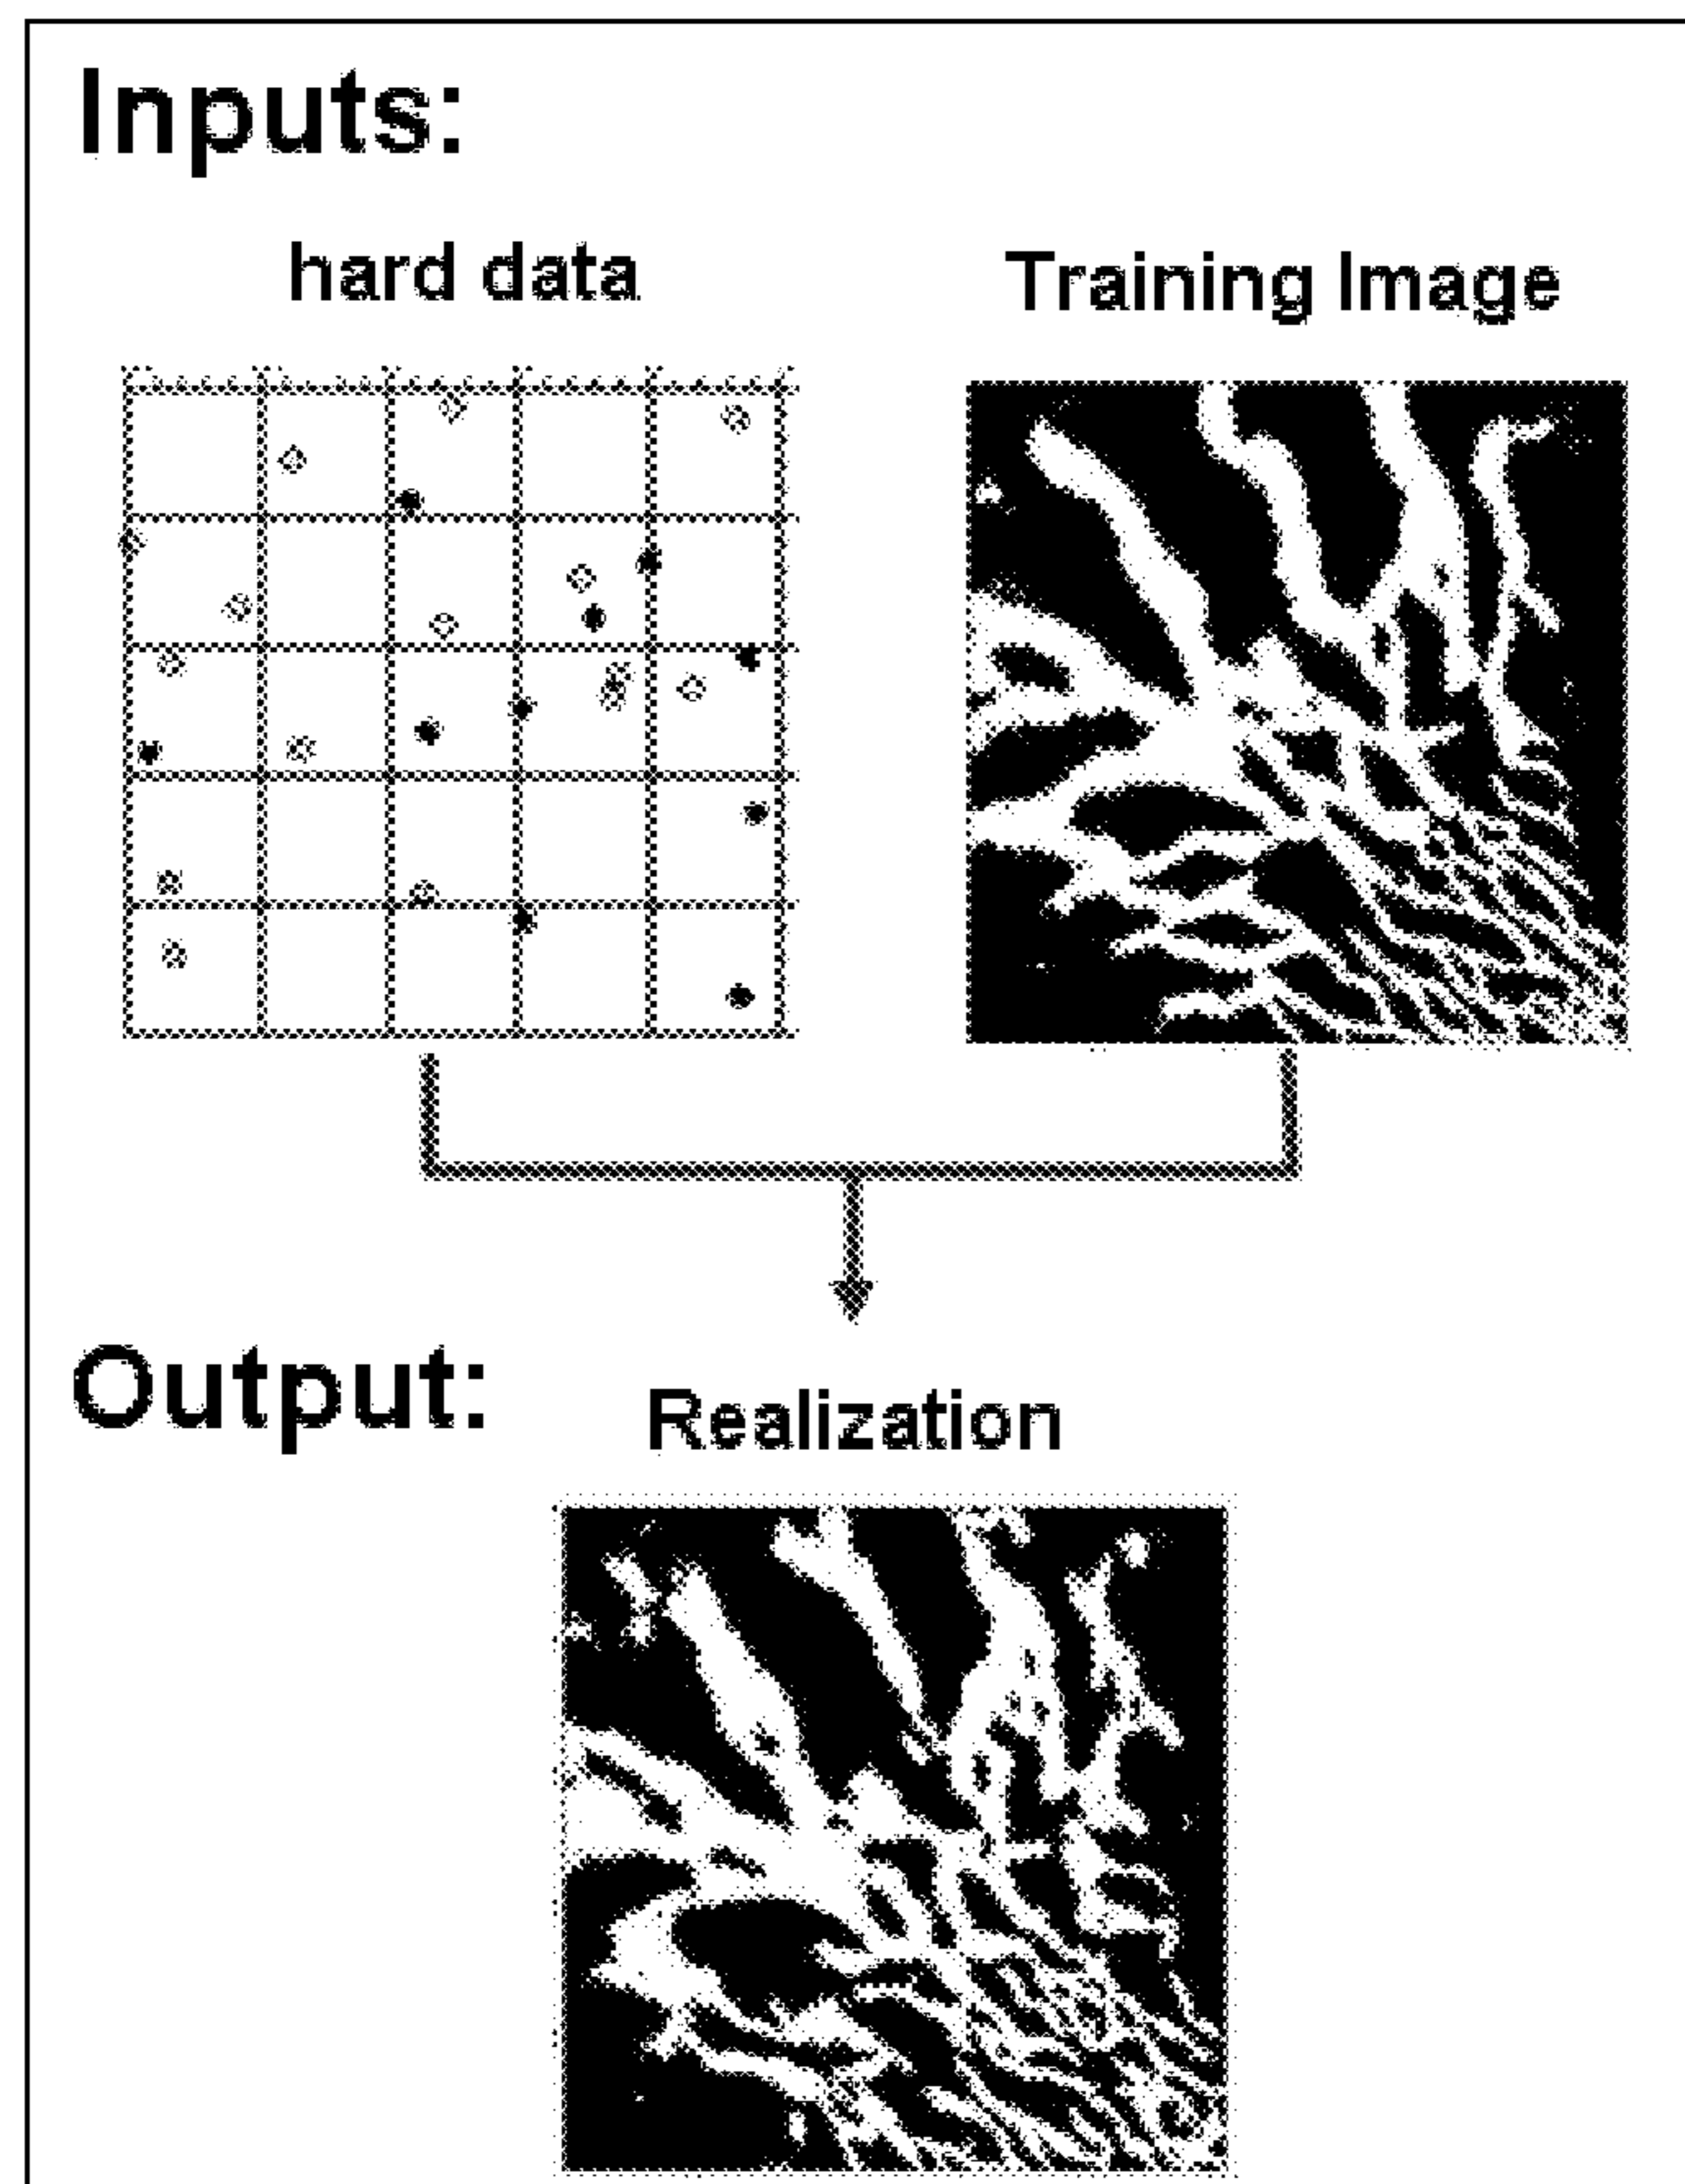 Inputs:
hard data
Training Image
Output:
Realization